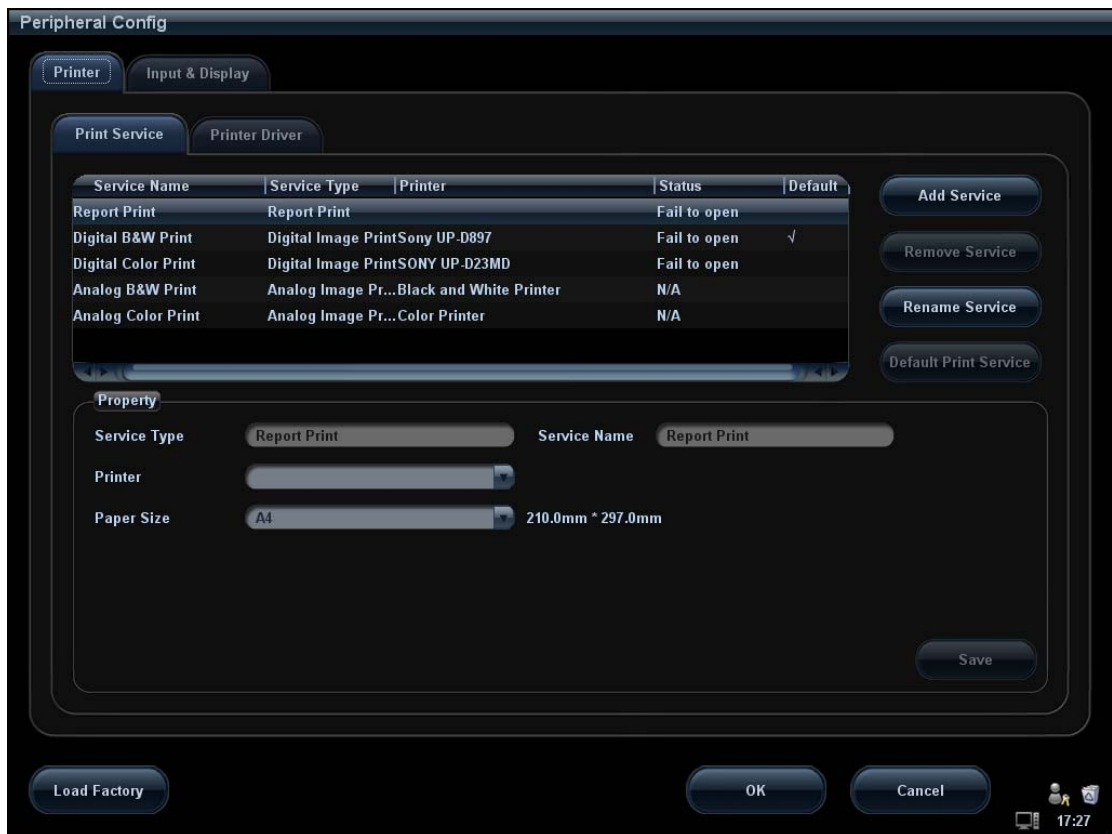 Peripheral Config
Printer Input & Display
Print Service Printer Driver
Service Name Service Type Printer Status Default
Report Print Report Print Fail to open
Digital B&W Print Digital Image Print Sony UP-D897 Fail to open √
Digital Color Print Digital Image Print SONY UP-D23MD Fail to open
Analog B&W Print Analog Image Pr... Black and White Printer N/A
Analog Color Print Analog Image Pr... Color Printer N/A
Add Service
Remove Service
Rename Service
Default Print Service
Property
Service Type Report Print Service Name Report Print
Printer
Paper Size A4 210.0mm * 297.0mm
Save
Load Factory OK Cancel
17:27